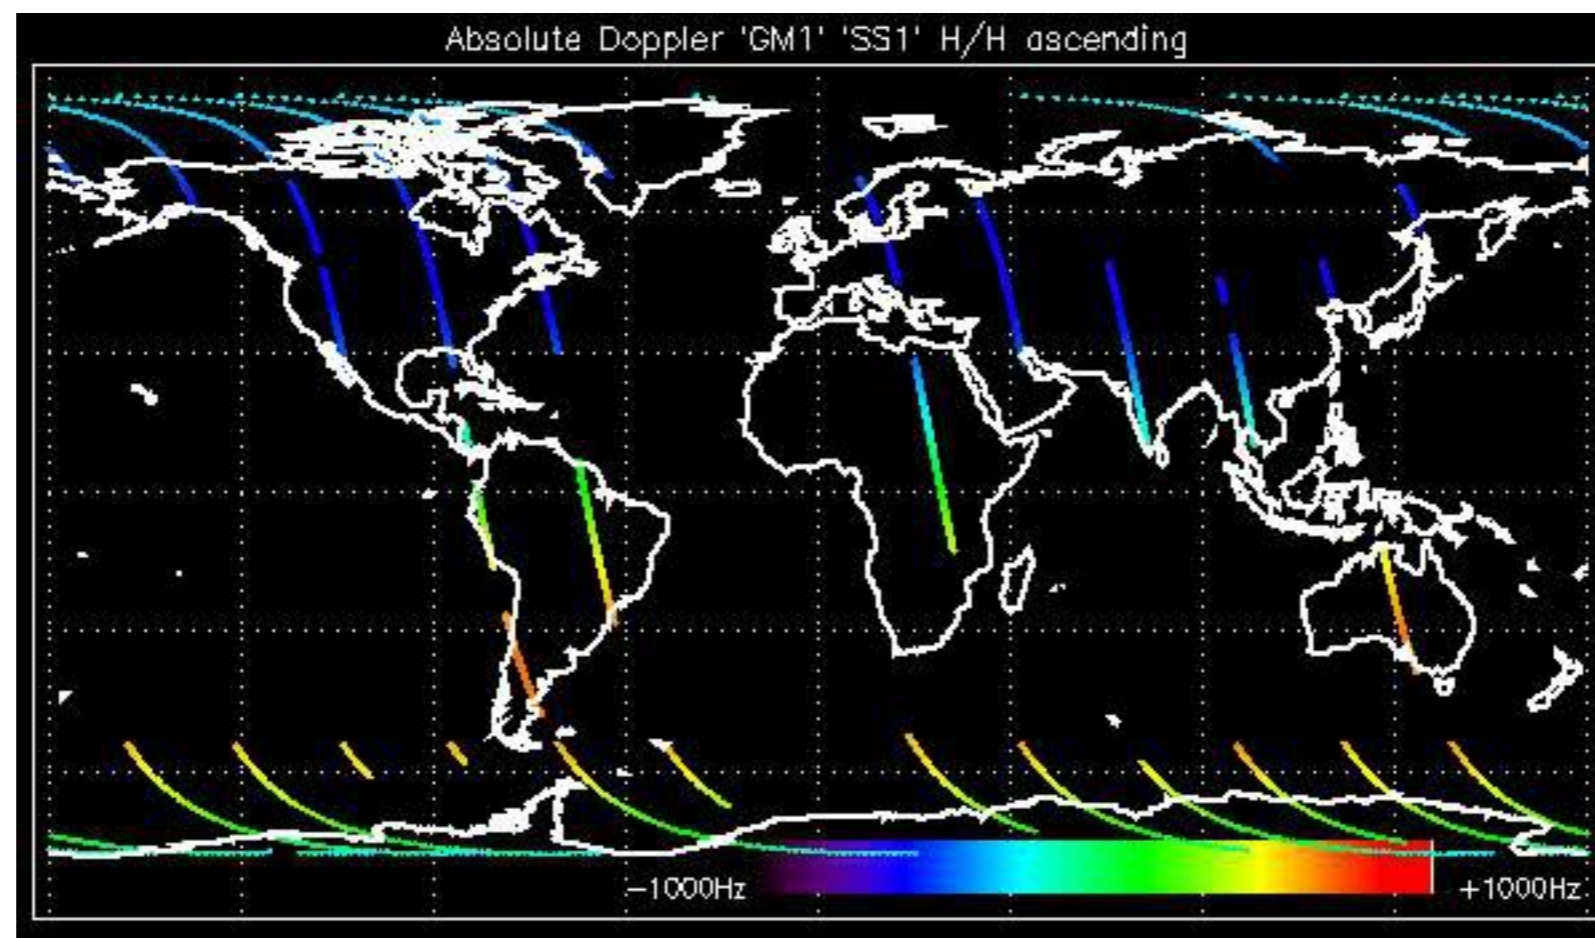 Absolute Doppler 'GM1' 'SS1' H/H ascending
-1000Hz
+1000Hz